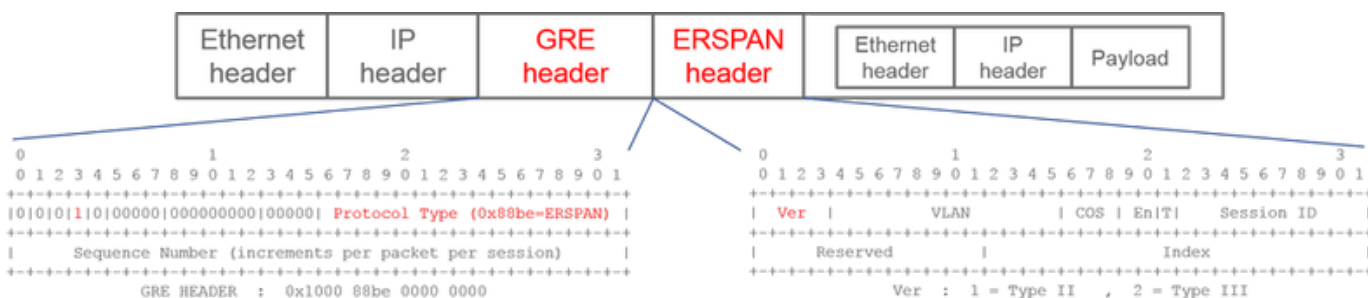 Ethernet header
IP header
GRE header
ERSPAN header
Ethernet header
IP header
Payload
0 1 2 3
0 1 2 3 4 5 6 7 8 9 0 1 2 3 4 5 6 7 8 9 0 1 2 3 4 5 6 7 8 9 0 1
+-+-+-+-+-+-+-+-+-+-+-+-+-+-+-+-+-+-+-+-+-+-+-+-+-+-+-+-+-+-+-+-+
|0|0|0|1|0|00000|000000000|00000| Protocol Type (0x88be=ERSPAN) |
+-+-+-+-+-+-+-+-+-+-+-+-+-+-+-+-+-+-+-+-+-+-+-+-+-+-+-+-+-+-+-+-+
| Sequence Number (increments per packet per session) |
+-+-+-+-+-+-+-+-+-+-+-+-+-+-+-+-+-+-+-+-+-+-+-+-+-+-+-+-+-+-+-+-+
GRE HEADER : 0x1000 88be 0000 0000
0 1 2 3
0 1 2 3 4 5 6 7 8 9 0 1 2 3 4 5 6 7 8 9 0 1 2 3 4 5 6 7 8 9 0 1
+-+-+-+-+-+-+-+-+-+-+-+-+-+-+-+-+-+-+-+-+-+-+-+-+-+-+-+-+-+-+-+-+
| Ver | VLAN | COS | En|T| Session ID |
+-+-+-+-+-+-+-+-+-+-+-+-+-+-+-+-+-+-+-+-+-+-+-+-+-+-+-+-+-+-+-+-+
| Reserved | Index |
+-+-+-+-+-+-+-+-+-+-+-+-+-+-+-+-+-+-+-+-+-+-+-+-+-+-+-+-+-+-+-+-+
Ver : 1 = Type II , 2 = Type III